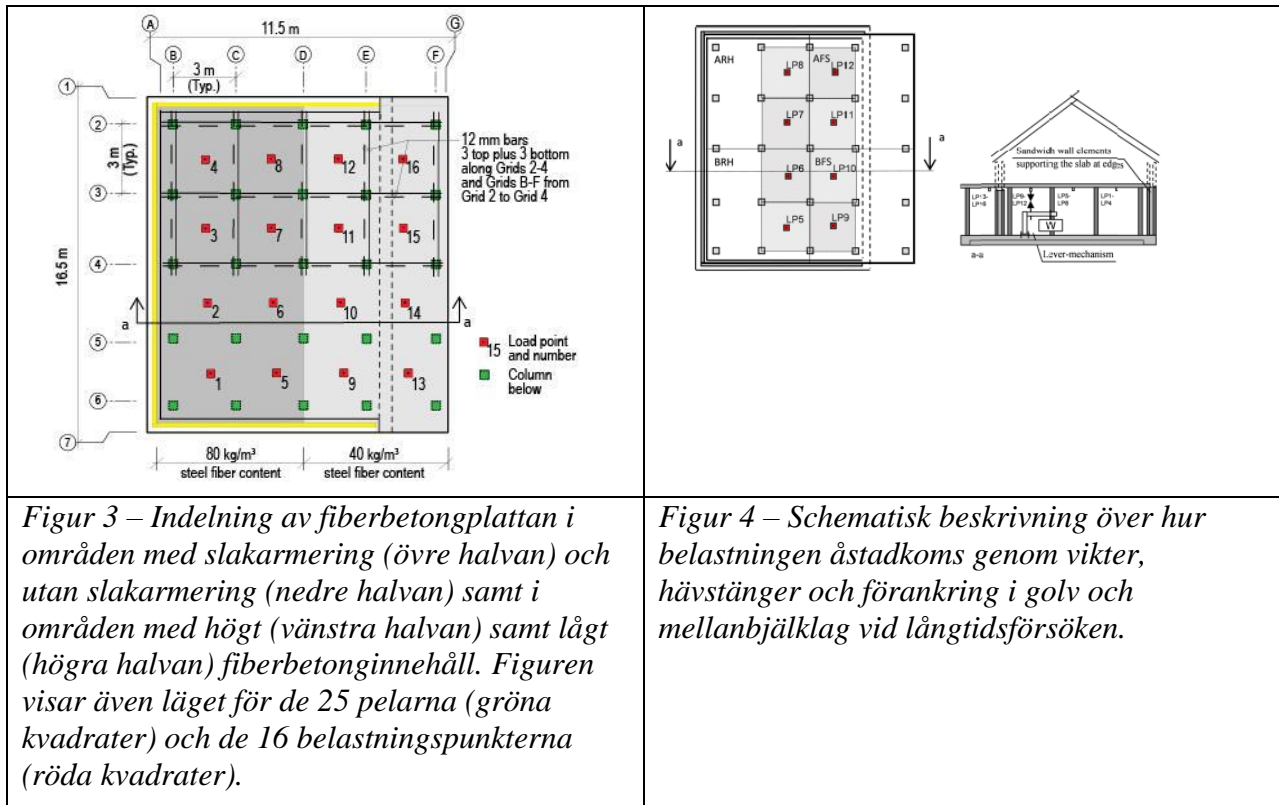 A
11.5 m
G
B
C
D
E
F
3 m
(Typ.)
1
2
3 m
(Typ.)
3
4
16.5 m
5
6
7
4
8
12
16
3
7
11
15
2
6
10
14
1
5
9
13
a
a
12 mm bars
3 top plus 3 bottom
along Grids 2-4
and Grids B-F from
Grid 2 to Grid 4
15 Load point
and number
Column
below
80 kg/m³
steel fiber content
40 kg/m³
steel fiber content
Figur 3 – Indelning av fiberbetongplattan i
områden med slakarmering (övre halvan) och
utan slakarmering (nedre halvan) samt i
områden med högt (vänstra halvan) samt lågt
(högra halvan) fiberbetonginnehåll. Figuren
visar även läget för de 25 pelarna (gröna
kvadrater) och de 16 belastningspunkterna
(röda kvadrater).
ARH
AFS
LP8
LP12
LP7
LP11
BRH
BFS
LP6
LP10
LP5
LP9
a
a
Sandwich wall elements
supporting the slab at edges
LP13-
LP16
LP9-
LP12
LP5-
LP8
LP1-
LP4
W
a-a
Lever-mechanism
Figur 4 – Schematisk beskrivning över hur
belastningen åstadkoms genom vikter,
hävstänger och förankring i golv och
mellanbjälklag vid långtidsförsöken.